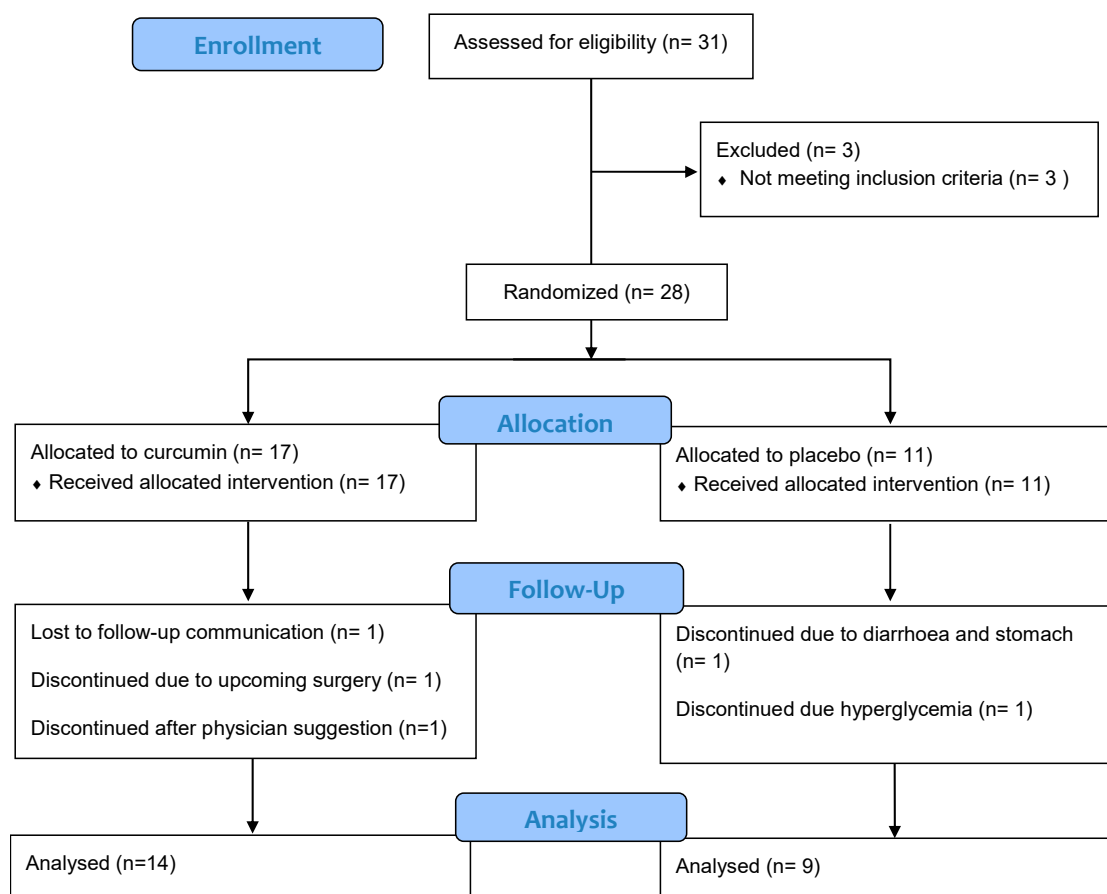 Enrollment
Assessed for eligibility (n= 31)
Excluded (n= 3)
♦ Not meeting inclusion criteria (n= 3 )
Randomized (n= 28)
Allocation
Allocated to curcumin (n= 17)
♦ Received allocated intervention (n= 17)
Allocated to placebo (n= 11)
♦ Received allocated intervention (n= 11)
Follow-Up
Lost to follow-up communication (n= 1)
Discontinued due to upcoming surgery (n= 1)
Discontinued after physician suggestion (n=1)
Discontinued due to diarrhoea and stomach
(n= 1)
Discontinued due hyperglycemia (n= 1)
Analysis
Analysed (n=14)
Analysed (n= 9)